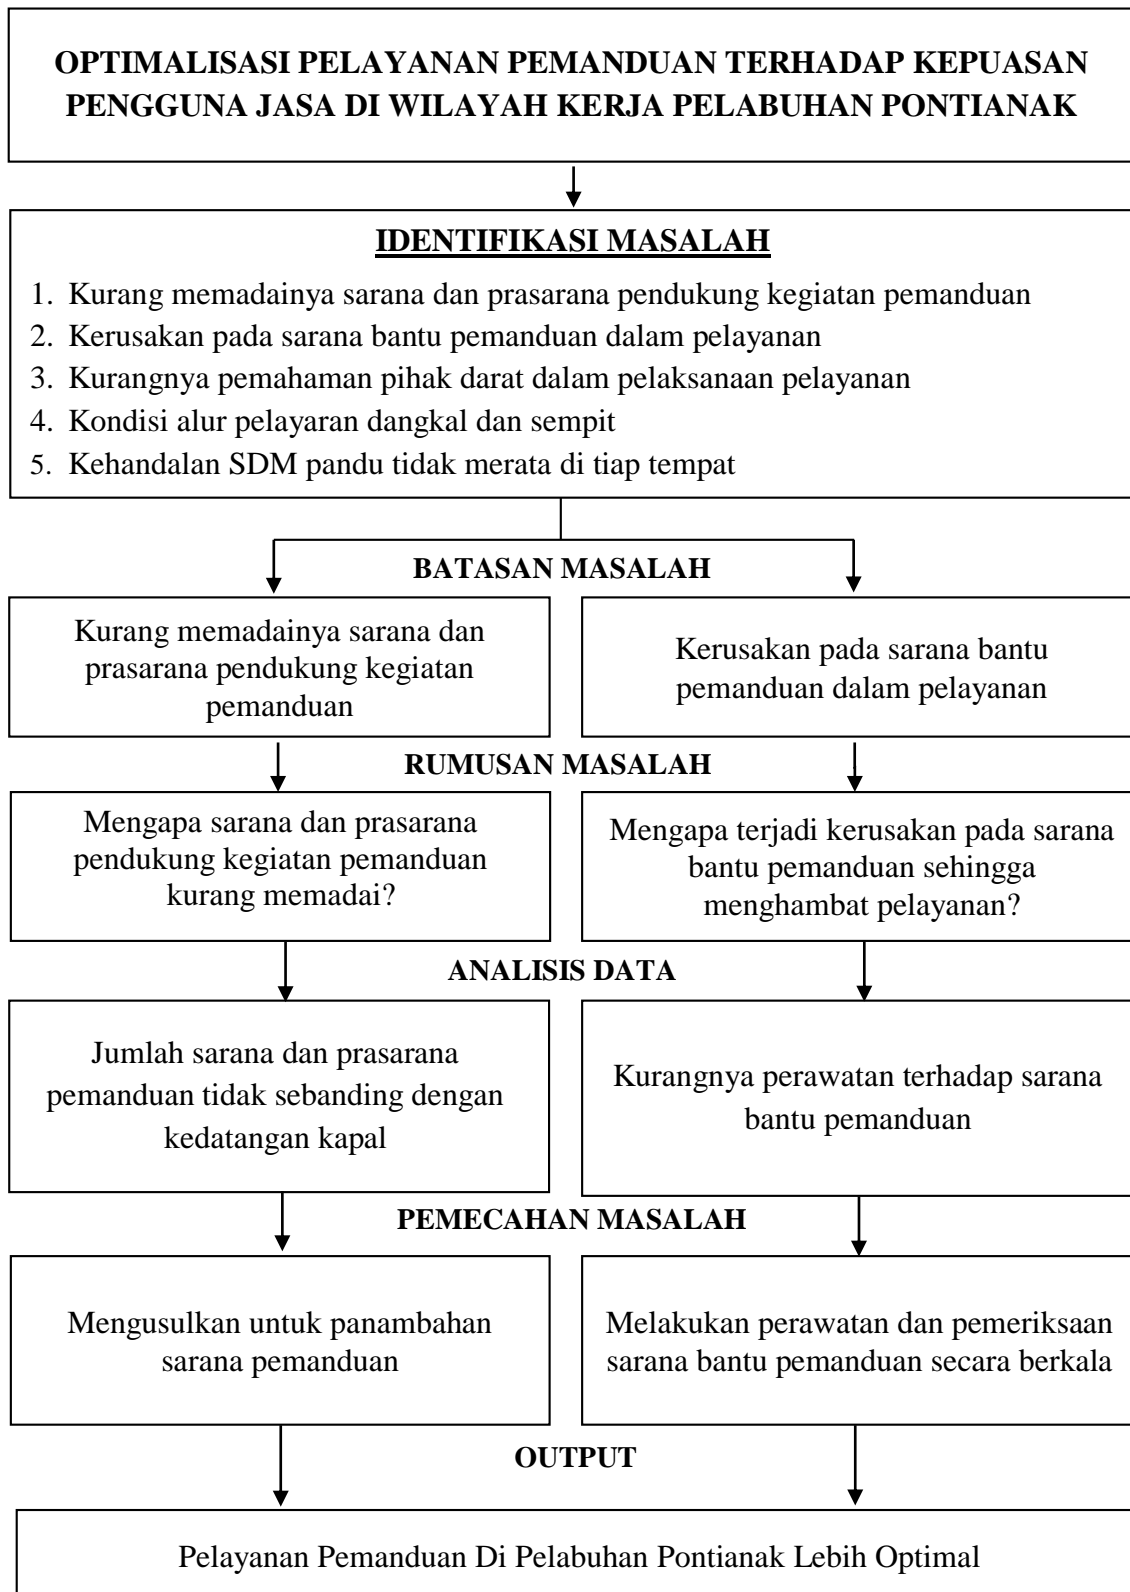 OPTIMALISASI PELAYANAN PEMANDUAN TERHADAP KEPUASAN
PENGGUNA JASA DI WILAYAH KERJA PELABUHAN PONTIANAK
IDENTIFIKASI MASALAH
1. Kurang memadainya sarana dan prasarana pendukung kegiatan pemanduan
2. Kerusakan pada sarana bantu pemanduan dalam pelayanan
3. Kurangnya pemahaman pihak darat dalam pelaksanaan pelayanan
4. Kondisi alur pelayaran dangkal dan sempit
5. Kehandalan SDM pandu tidak merata di tiap tempat
BATASAN MASALAH
Kurang memadainya sarana dan
prasarana pendukung kegiatan
pemanduan
Kerusakan pada sarana bantu
pemanduan dalam pelayanan
RUMUSAN MASALAH
Mengapa sarana dan prasarana
pendukung kegiatan pemanduan
kurang memadai?
Mengapa terjadi kerusakan pada sarana
bantu pemanduan sehingga
menghambat pelayanan?
ANALISIS DATA
Jumlah sarana dan prasarana
pemanduan tidak sebanding dengan
kedatangan kapal
Kurangnya perawatan terhadap sarana
bantu pemanduan
PEMECAHAN MASALAH
Mengusulkan untuk panambahan
sarana pemanduan
Melakukan perawatan dan pemeriksaan
sarana bantu pemanduan secara berkala
OUTPUT
Pelayanan Pemanduan Di Pelabuhan Pontianak Lebih Optimal